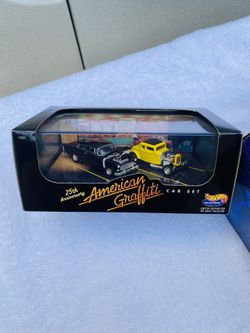 25th
Anniversary
American
Graffiti
CAR SET
Hot
Wheels